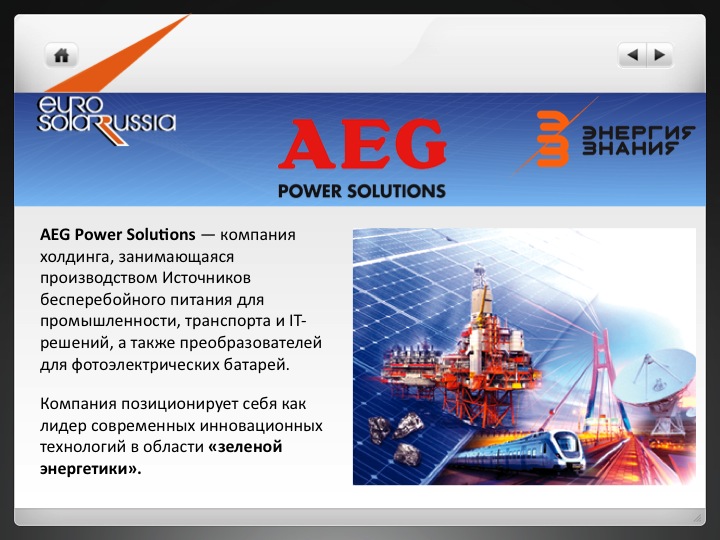 EURO
SOLARRUSSIA
AEG
POWER SOLUTIONS
ЭНЕРГИЯ
ЗНАНИЯ
AEG Power Solutions — компания
холдинга, занимающаяся
производством Источников
бесперебойного питания для
промышленности, транспорта и IT-
решений, а также преобразователей
для фотоэлектрических батарей.
Компания позиционирует себя как
лидер современных инновационных
технологий в области «зеленой
энергетики».